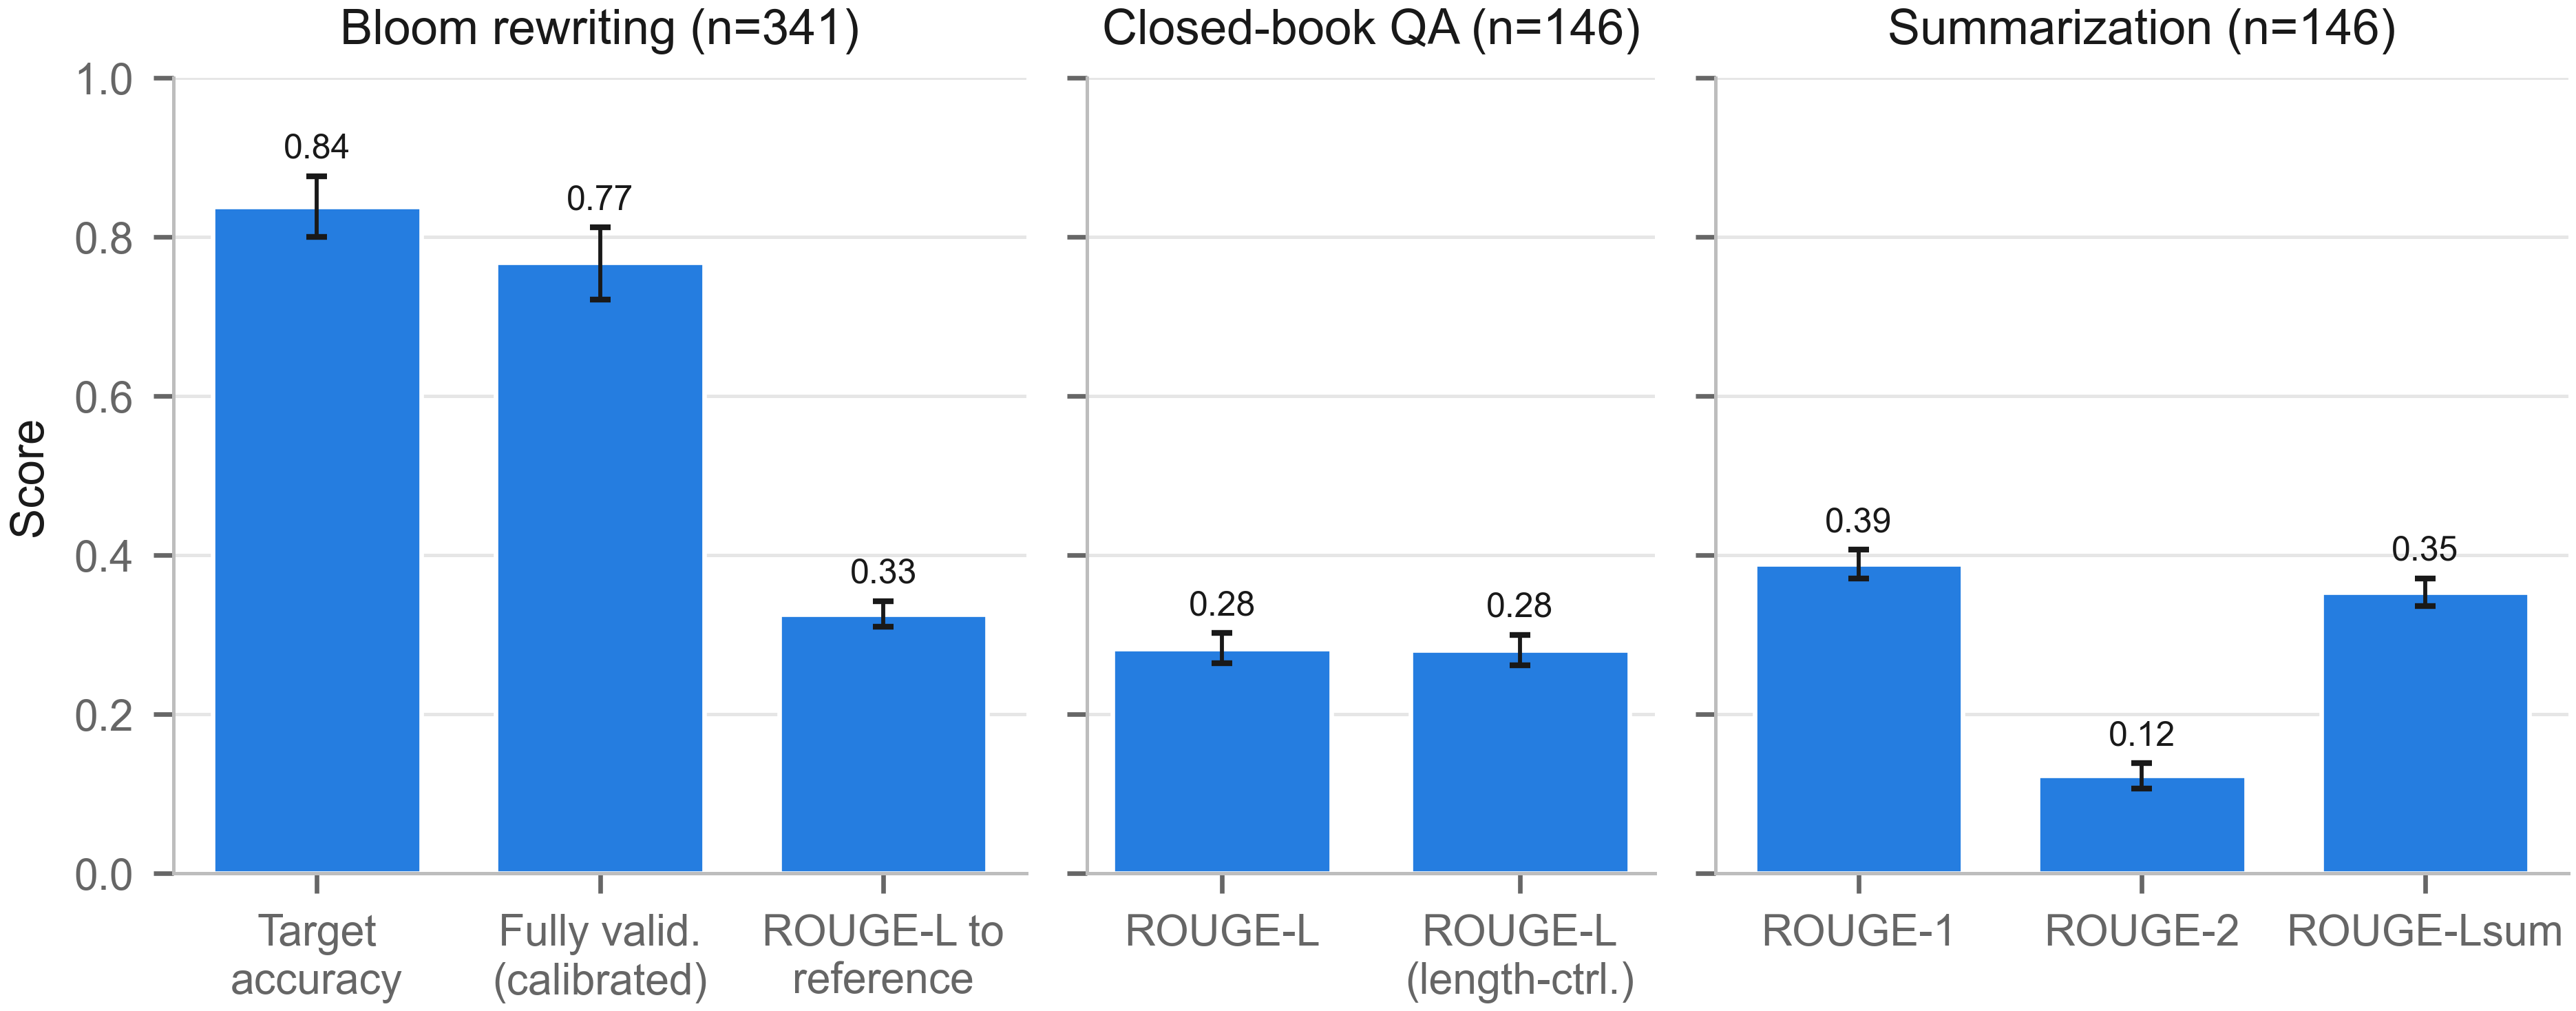 Bloom rewriting (n=341)
Closed-book QA (n=146)
Summarization (n=146)
Score
1.0
0.8
0.6
0.4
0.2
0.0
0.84
0.77
0.33
0.28
0.28
0.39
0.12
0.35
Target
accuracy
Fully valid.
(calibrated)
ROUGE-L to
reference
ROUGE-L
ROUGE-L
(length-ctrl.)
ROUGE-1
ROUGE-2
ROUGE-Lsum